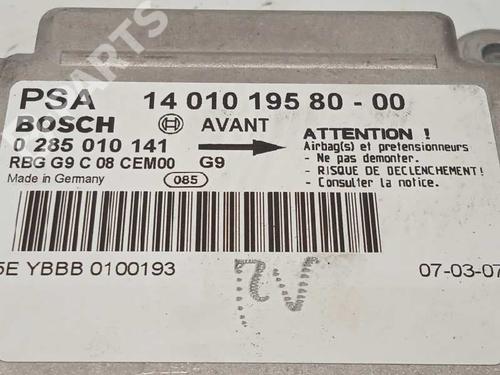 PARTS
PSA 14 010 195 80 - 00
BOSCH AVANT
0 285 010 141
RBG G9 C 08 CEM00 G9
Made in Germany 085
ATTENTION !
Airbag(s) et pretensionneurs
- Ne pas demonter.
- RISQUE DE DECLENCHEMENT!
- Consulter la notice.
5E YBBB 0100193
07-03-07